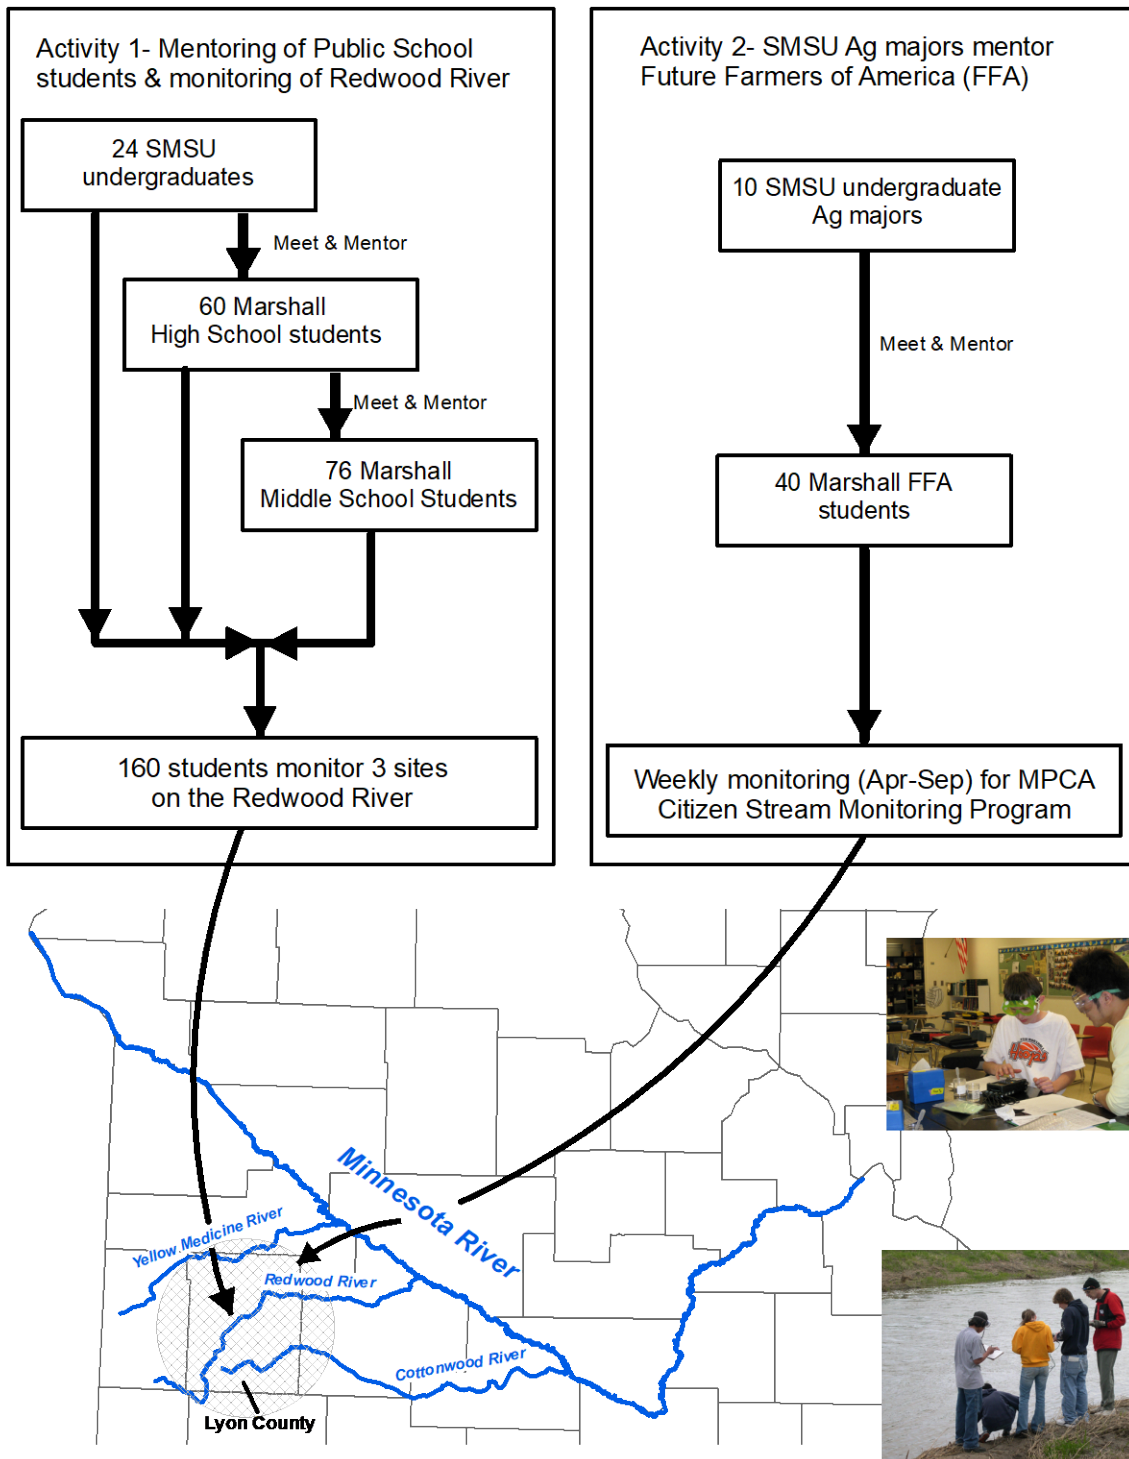 Activity 1- Mentoring of Public School
students & monitoring of Redwood River
24 SMSU
undergraduates
Meet & Mentor
60 Marshall
High School students
Meet & Mentor
76 Marshall
Middle School Students
160 students monitor 3 sites
on the Redwood River
Activity 2- SMSU Ag majors mentor
Future Farmers of America (FFA)
10 SMSU undergraduate
Ag majors
Meet & Mentor
40 Marshall FFA
students
Weekly monitoring (Apr-Sep) for MPCA
Citizen Stream Monitoring Program
Minnesota River
Yellow Medicine River
Redwood River
Cottonwood River
Lyon County